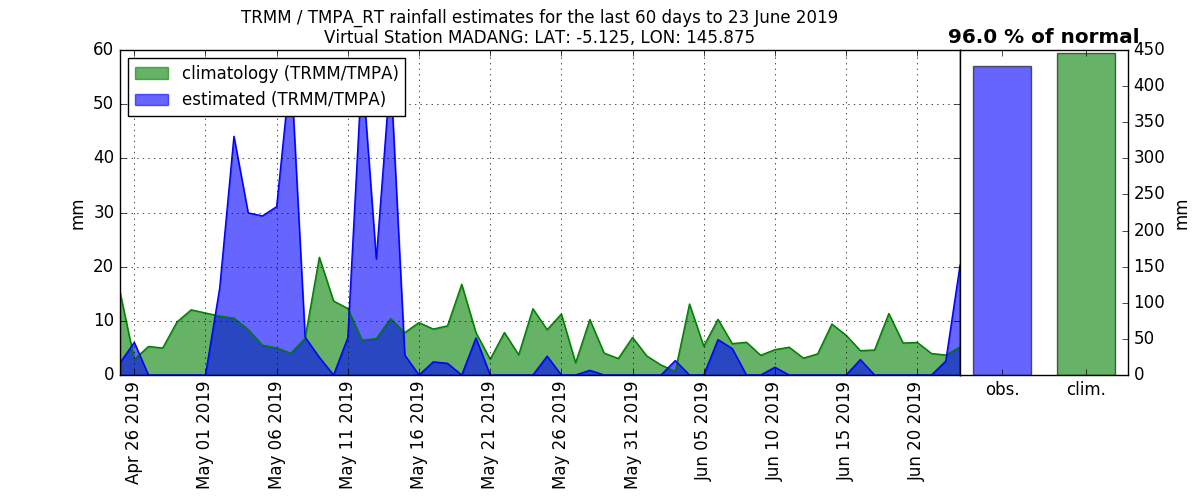 TRMM / TMPA_RT rainfall estimates for the last 60 days to 23 June 2019
Virtual Station MADANG: LAT: -5.125, LON: 145.875
96.0 % of normal
climatology (TRMM/TMPA)
estimated (TRMM/TMPA)
60
50
40
30
20
10
0
mm
Apr 26 2019
May 01 2019
May 06 2019
May 11 2019
May 16 2019
May 21 2019
May 26 2019
May 31 2019
Jun 05 2019
Jun 10 2019
Jun 15 2019
Jun 20 2019
450
400
350
300
250
200
150
100
50
0
mm
obs.
clim.